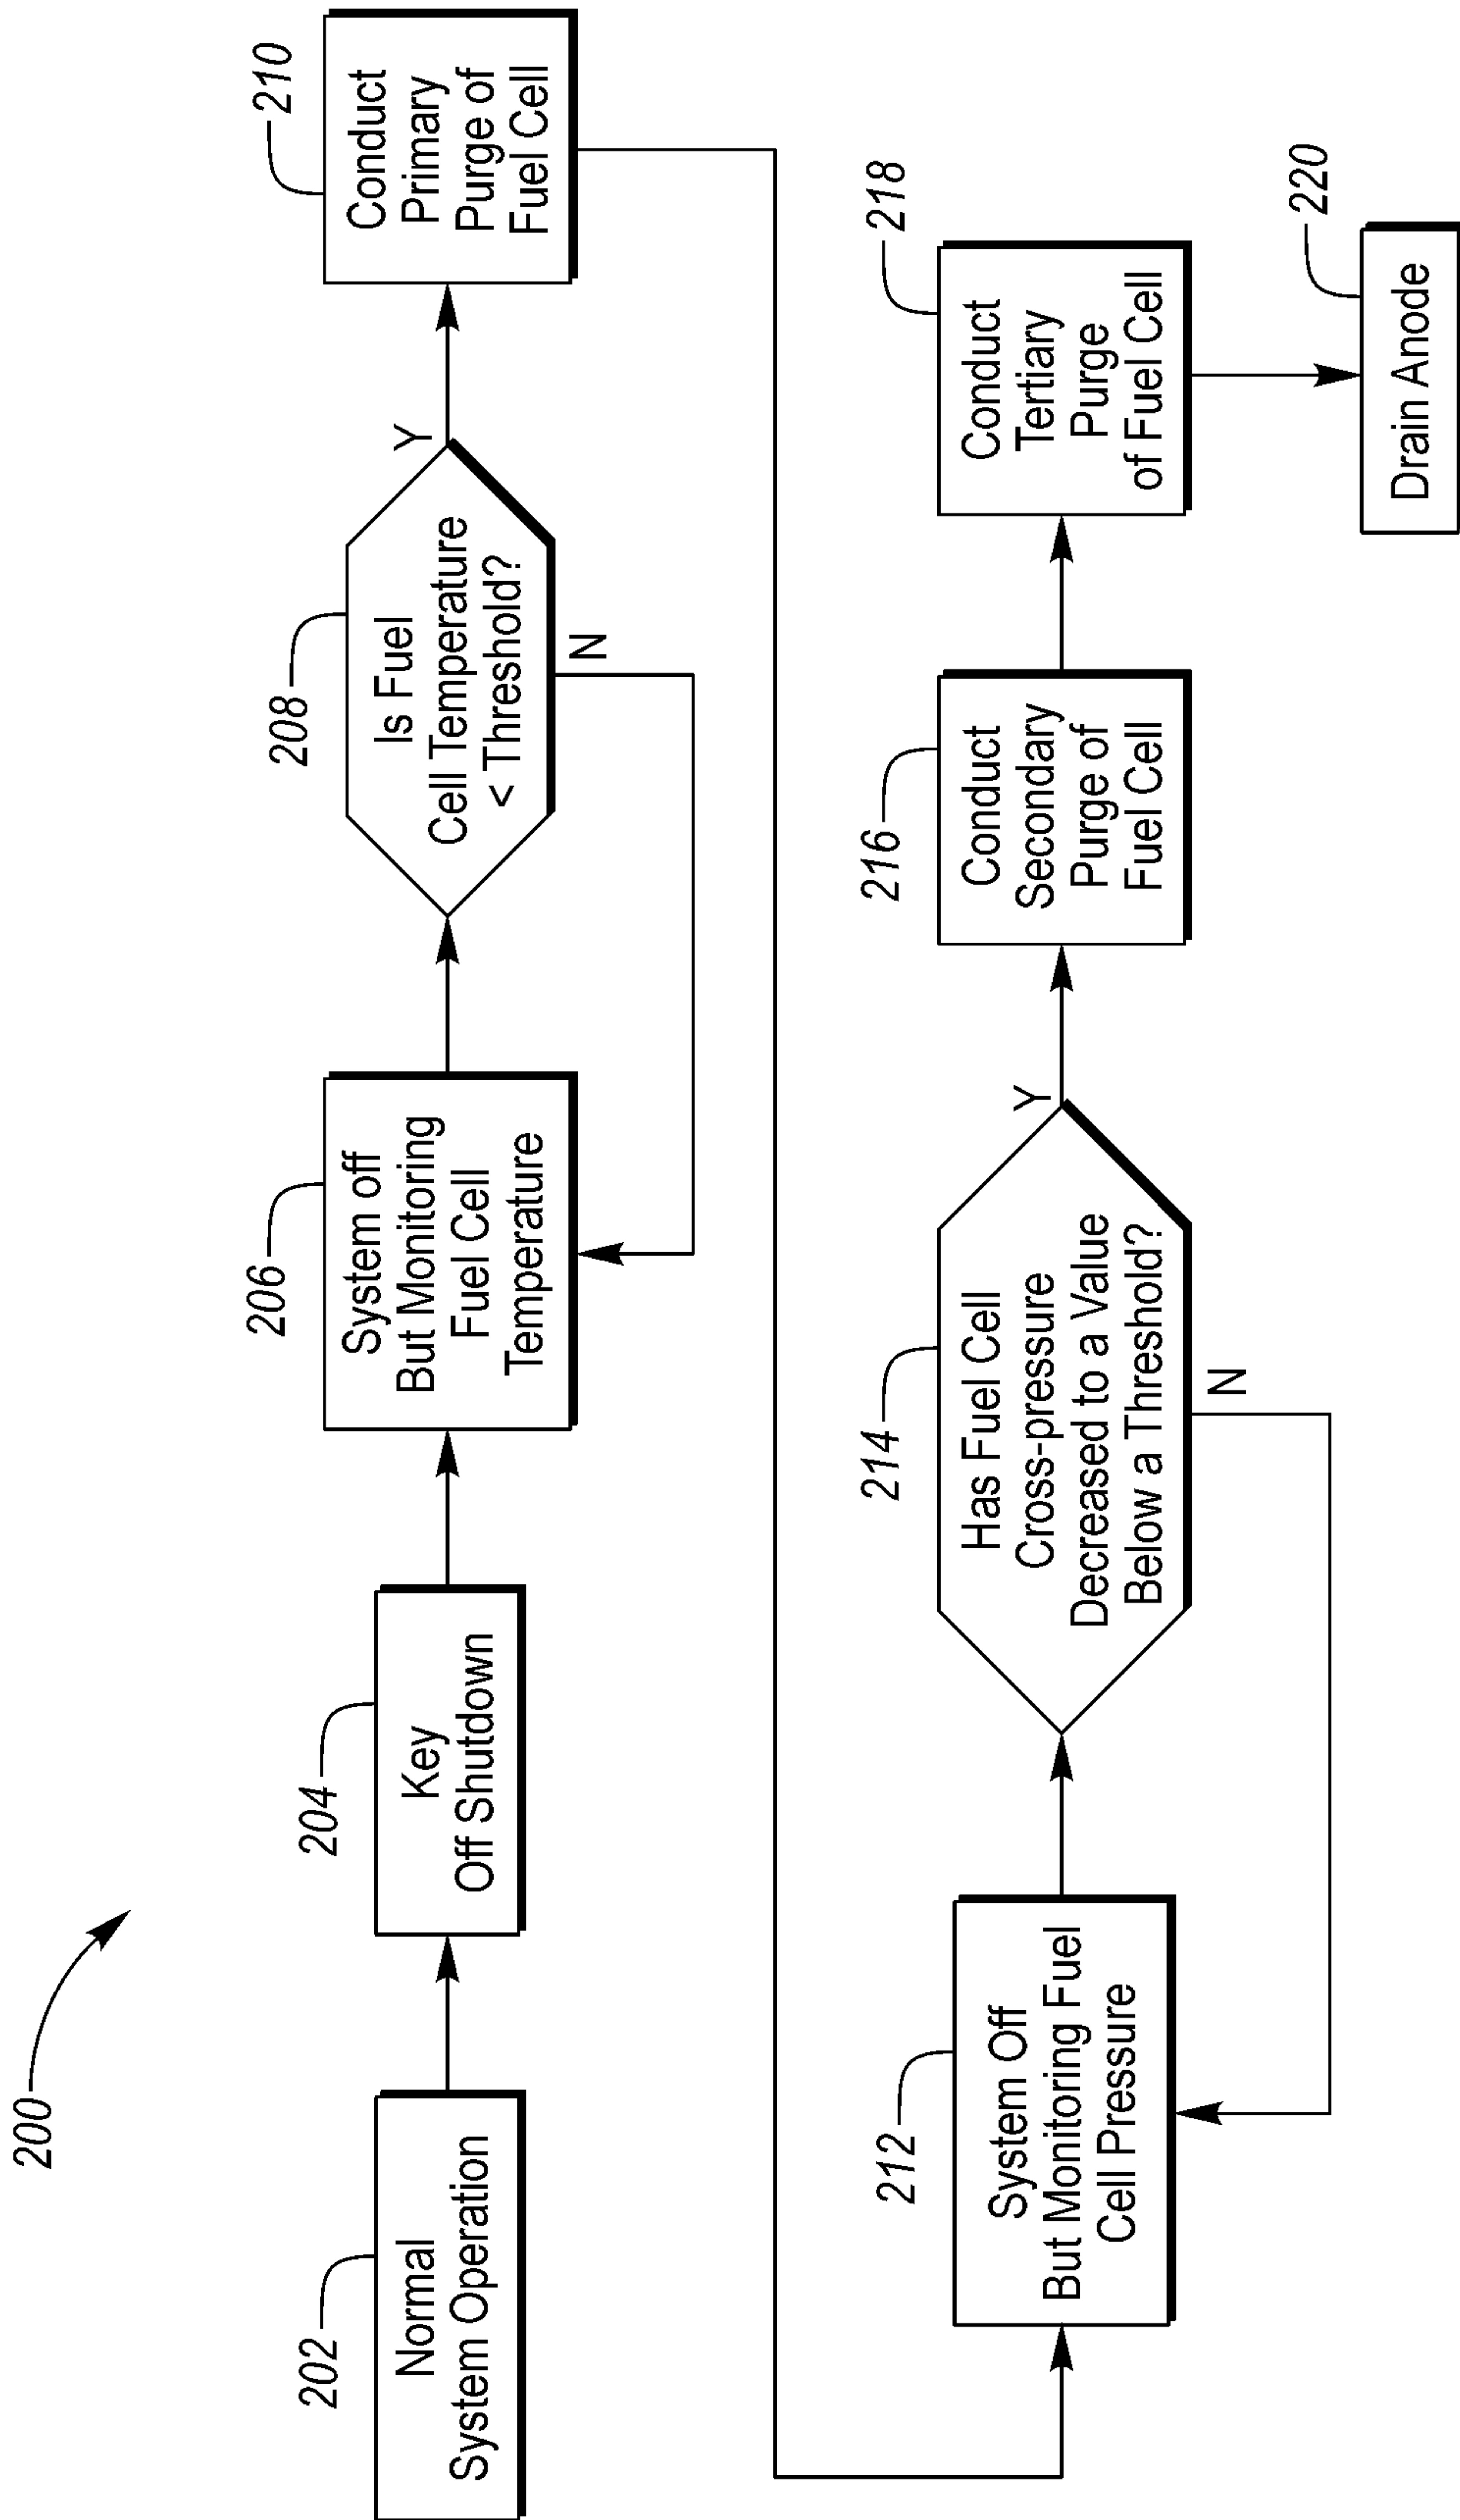 200
202
Normal
System Operation
204
Key
Off Shutdown
206
System off
But Monitoring
Fuel Cell
Temperature
208
Is Fuel
Cell Temperature
< Threshold?
Y
N
210
Conduct
Primary
Purge of
Fuel Cell
212
System Off
But Monitoring Fuel
Cell Pressure
214
Has Fuel Cell
Cross-pressure
Decreased to a Value
Below a Threshold?
Y
N
216
Conduct
Secondary
Purge of
Fuel Cell
218
Conduct
Tertiary
Purge
of Fuel Cell
220
Drain Anode